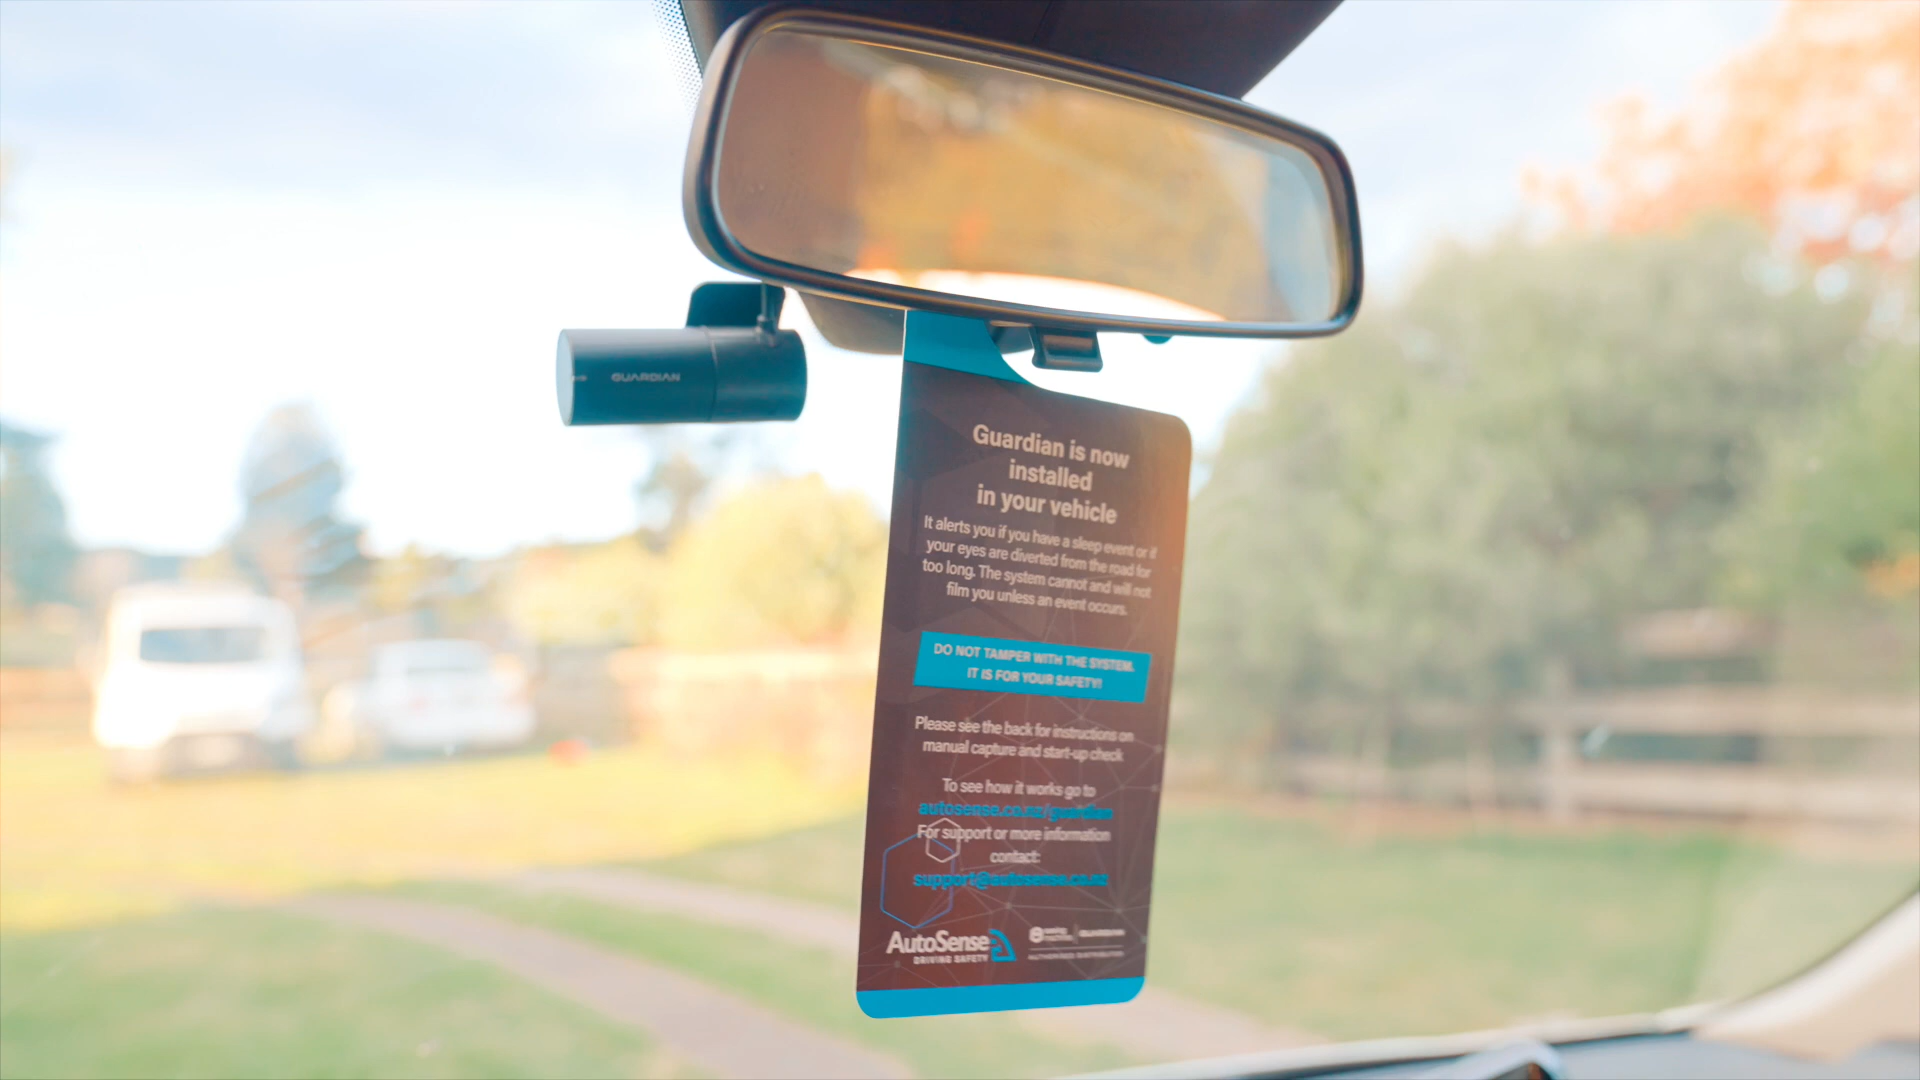 GUARDIAN
Guardian is now
installed
in your vehicle
It alerts you if you have a sleep event or if
your eyes are diverted from the road for
too long. The system cannot and will not
film you unless an event occurs.
DO NOT TAMPER WITH THE SYSTEM.
IT IS FOR YOUR SAFETY!
Please see the back for instructions on
manual capture and start-up check
To see how it works go to
autosense.co.nz/guardian
For support or more information
contact:
support@autosense.co.nz
AutoSense
DRIVING SAFETY
GUARDIAN
AUTHORISED DISTRIBUTOR